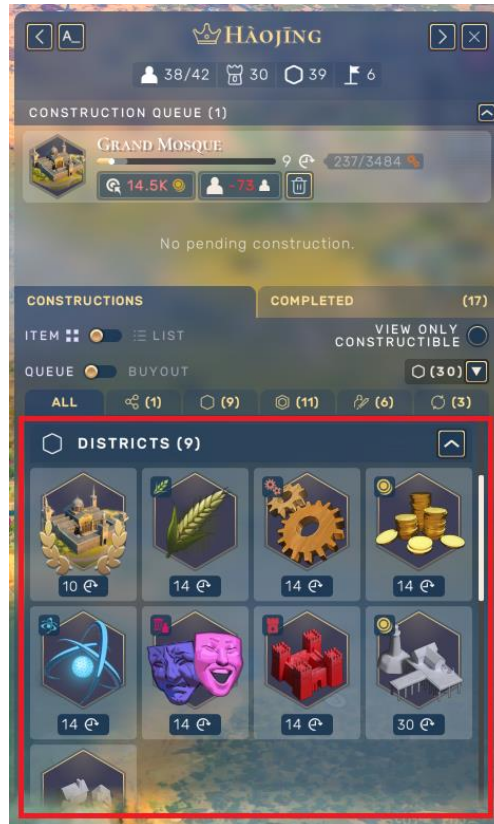 A_
HÀOJĪNG
38/42 30 39 6
CONSTRUCTION QUEUE (1)
GRAND MOSQUE
9 237/3484
14.5K -73
No pending construction.
CONSTRUCTIONS COMPLETED (17)
ITEM LIST VIEW ONLY CONSTRUCTIBLE
QUEUE BUYOUT (30)
ALL (1) (9) (11) (6) (3)
DISTRICTS (9)
10 14 14 14
14 14 14 30